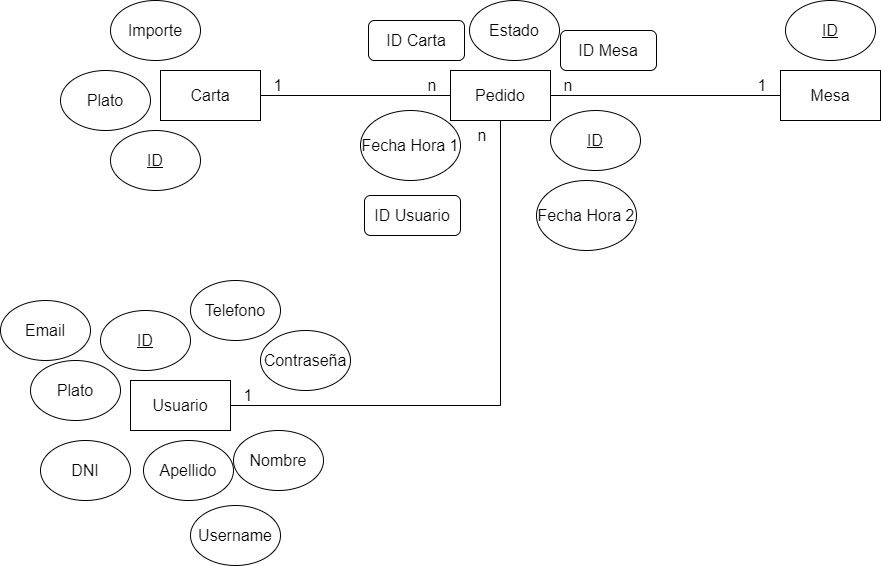 Importe
ID Carta
Estado
ID Mesa
ID
Plato
Carta
1
n
Pedido
n
1
Mesa
ID
Fecha Hora 1
n
ID
ID Usuario
Fecha Hora 2
Email
ID
Telefono
Contraseña
Plato
Usuario
1
DNI
Apellido
Nombre
Username